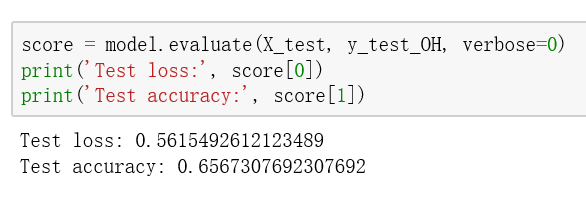 score = model.evaluate(X_test, y_test_OH, verbose=0)
print('Test loss:', score[0])
print('Test accuracy:', score[1])
Test loss: 0.5615492612123489
Test accuracy: 0.6567307692307692